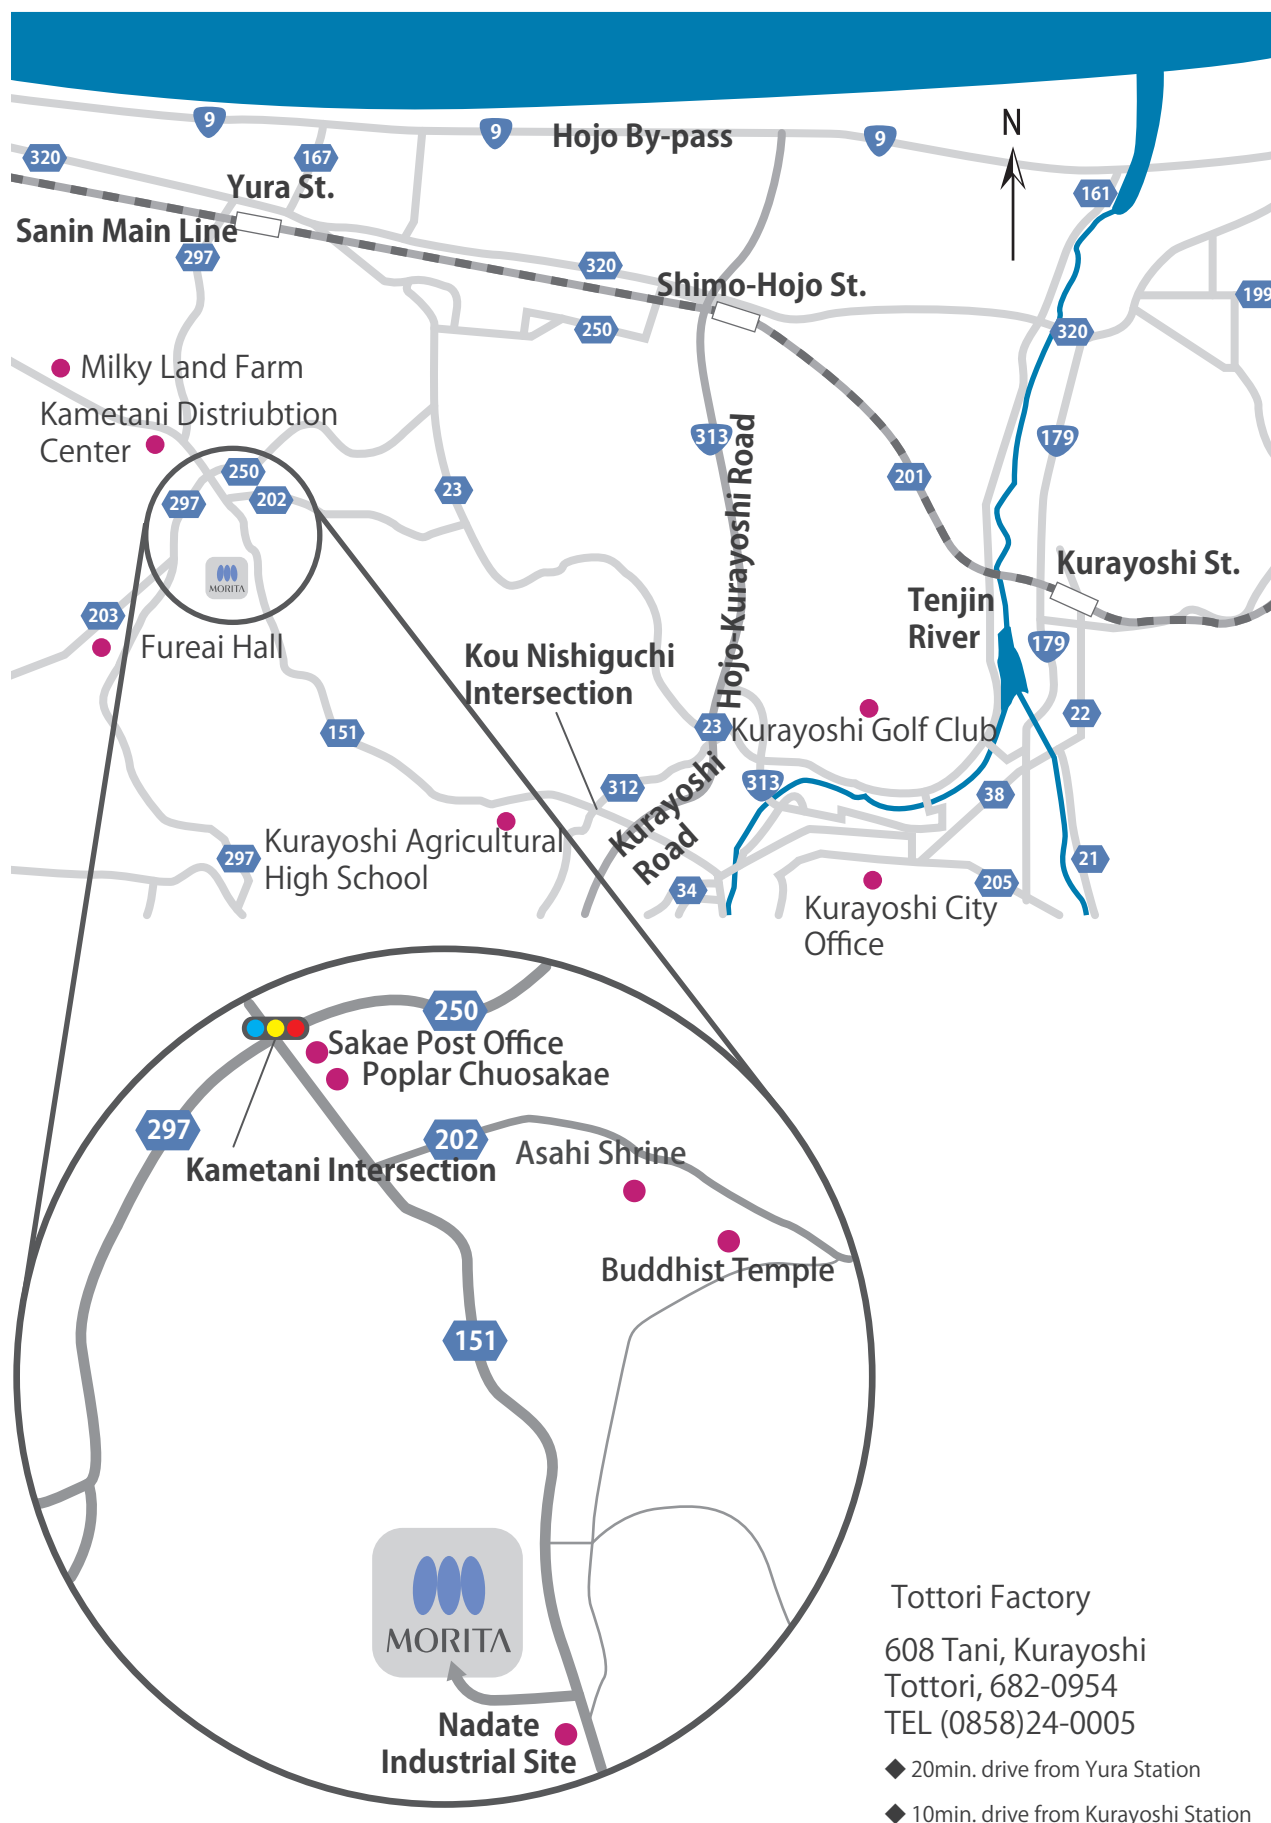 9
9
Hojo By-pass
9
N
320
167
Yura St.
161
Sanin Main Line
297
320
Shimo-Hojo St.
199
250
320
Milky Land Farm
Kametani Distriubtion
Center
313
179
250
297
202
23
201
Hojo-Kurayoshi Road
MORITA
Kurayoshi St.
Tenjin
River
203
Fureai Hall
179
Kou Nishiguchi
Intersection
22
151
23
Kurayoshi Golf Club
312
313
38
Kurayoshi
Road
Kurayoshi Agricultural
High School
297
34
21
205
Kurayoshi City
Office
250
Sakae Post Office
Poplar Chuosakae
297
202
Asahi Shrine
Kametani Intersection
Buddhist Temple
151
MORITA
Nadate
Industrial Site
Tottori Factory
608 Tani, Kurayoshi
Tottori, 682-0954
TEL (0858)24-0005
◆ 20min. drive from Yura Station
◆ 10min. drive from Kurayoshi Station